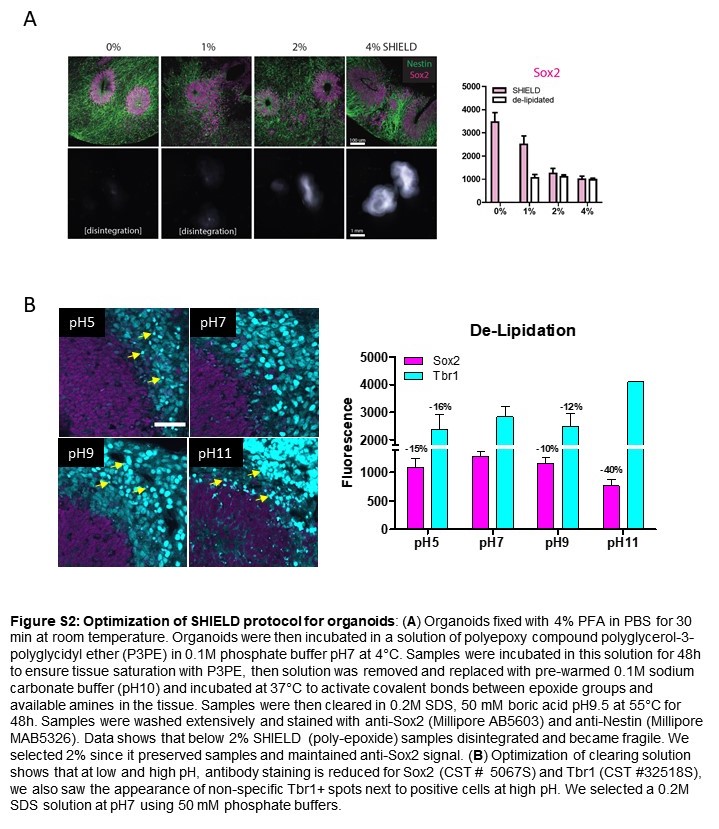 A
0% 1% 2% 4% SHIELD
Nestin
Sox2
100 um
[disintegration] [disintegration]
1 mm
Sox2
SHIELD
de-lipidated
5000
4000
3000
2000
1000
0
0% 1% 2% 4%
B
pH5 pH7
pH9 pH11
De-Lipidation
Sox2
Tbr1
Fluorescence
5000
4000
3000
2000
1000
500
0
-15% -16% -10% -12% -40%
pH5 pH7 pH9 pH11
Figure S2: Optimization of SHIELD protocol for organoids: (A) Organoids fixed with 4% PFA in PBS for 30
min at room temperature. Organoids were then incubated in a solution of polyepoxy compound polyglycerol-3-
polyglycidyl ether (P3PE) in 0.1M phosphate buffer pH7 at 4°C. Samples were incubated in this solution for 48h
to ensure tissue saturation with P3PE, then solution was removed and replaced with pre-warmed 0.1M sodium
carbonate buffer (pH10) and incubated at 37°C to activate covalent bonds between epoxide groups and
available amines in the tissue. Samples were then cleared in 0.2M SDS, 50 mM boric acid pH9.5 at 55°C for
48h. Samples were washed extensively and stained with anti-Sox2 (Millipore AB5603) and anti-Nestin (Millipore
MAB5326). Data shows that below 2% SHIELD (poly-epoxide) samples disintegrated and became fragile. We
selected 2% since it preserved samples and maintained anti-Sox2 signal. (B) Optimization of clearing solution
shows that at low and high pH, antibody staining is reduced for Sox2 (CST # 5067S) and Tbr1 (CST #32518S),
we also saw the appearance of non-specific Tbr1+ spots next to positive cells at high pH. We selected a 0.2M
SDS solution at pH7 using 50 mM phosphate buffers.